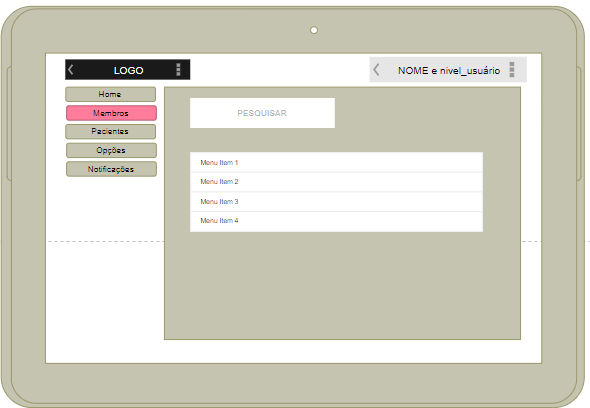 LOGO
NOME e nivel_usuário
Home
Membros
Pacientes
Opções
Notificações
PESQUISAR
Menu Item 1
Menu Item 2
Menu Item 3
Menu Item 4